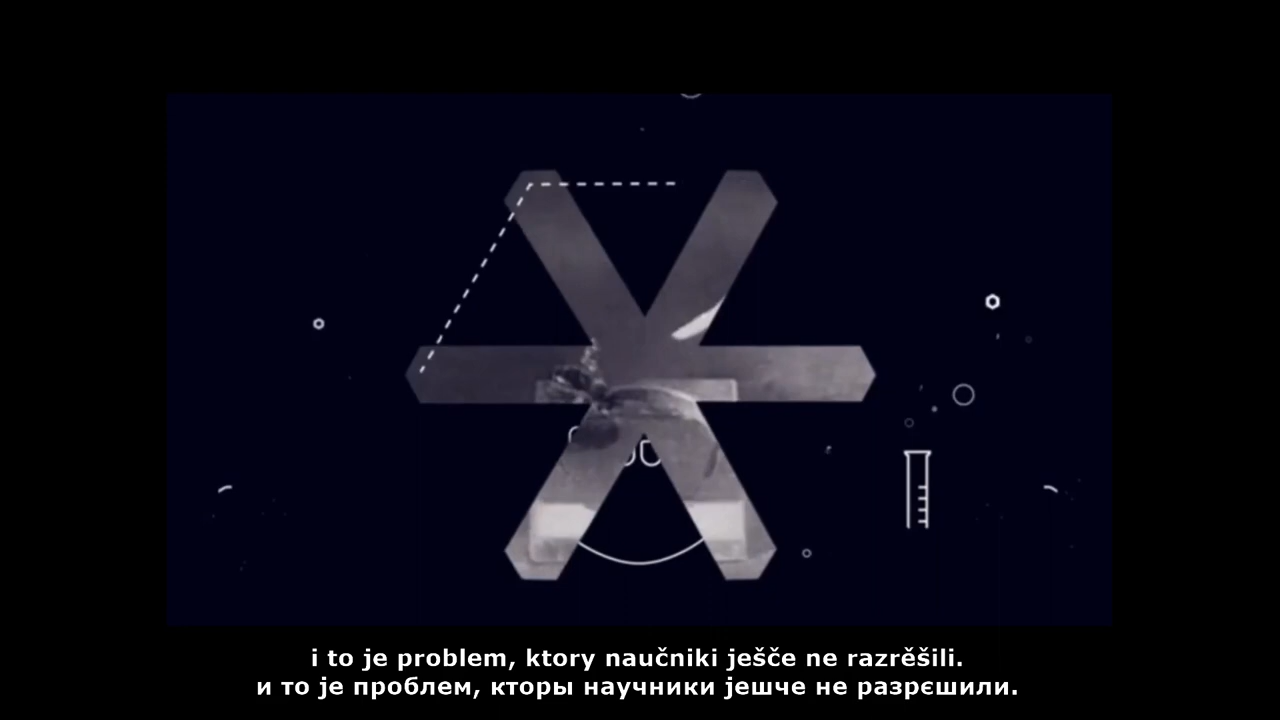 i to je problem, ktory naučniki ješče ne razrěšili.
и то је проблем, кторы научники јешче не разрєшили.